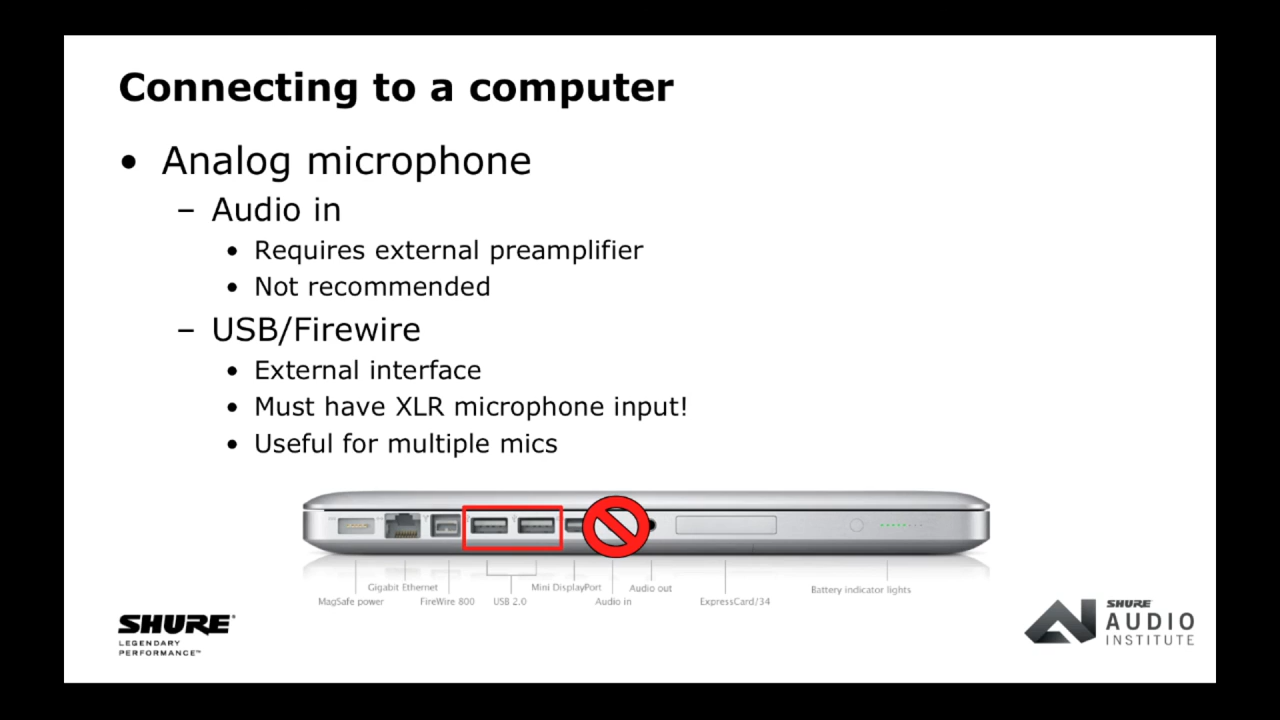 Connecting to a computer
• Analog microphone
– Audio in
• Requires external preamplifier
• Not recommended
– USB/Firewire
• External interface
• Must have XLR microphone input!
• Useful for multiple mics
Gigabit Ethernet
Mini DisplayPort
Audio out
Battery indicator lights
MagSafe power
FireWire 800
USB 2.0
Audio in
ExpressCard/34
SHURE®
LEGENDARY
PERFORMANCE™
SHURE
AUDIO
INSTITUTE